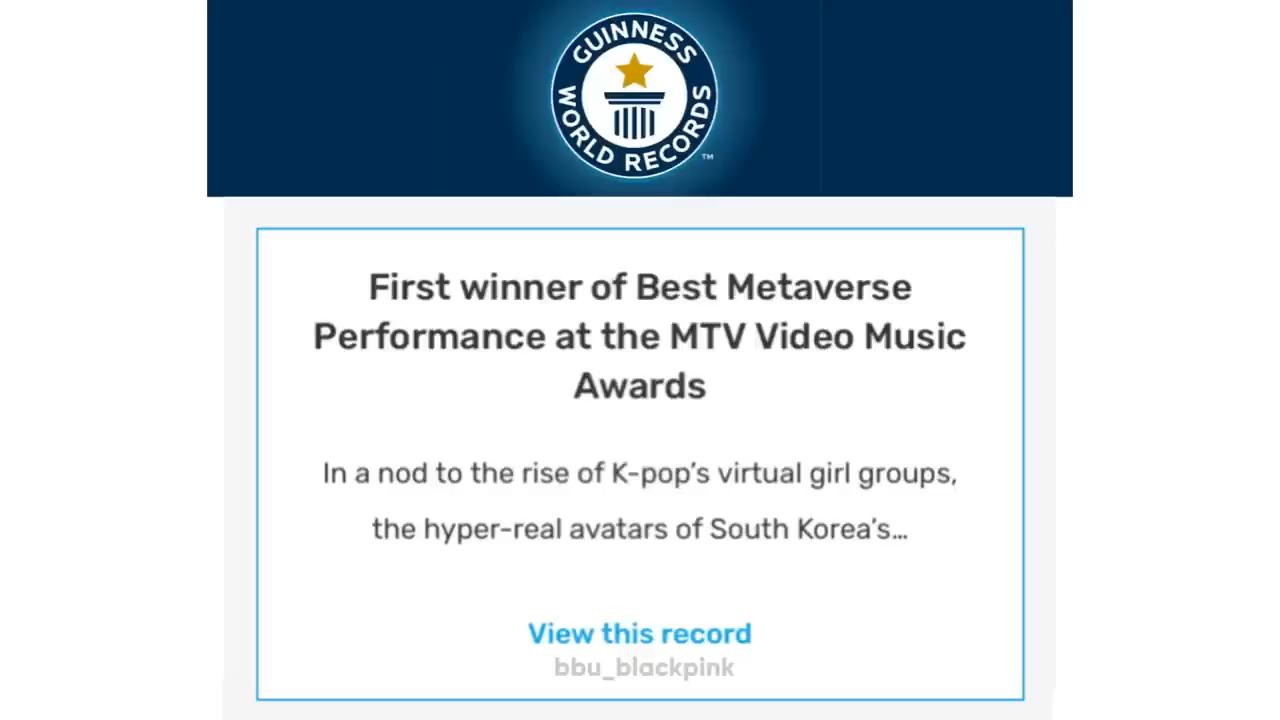 GUINNESS
WORLD RECORDS
™
First winner of Best Metaverse
Performance at the MTV Video Music
Awards
In a nod to the rise of K-pop's virtual girl groups,
the hyper-real avatars of South Korea's...
View this record
bbu_blackpink